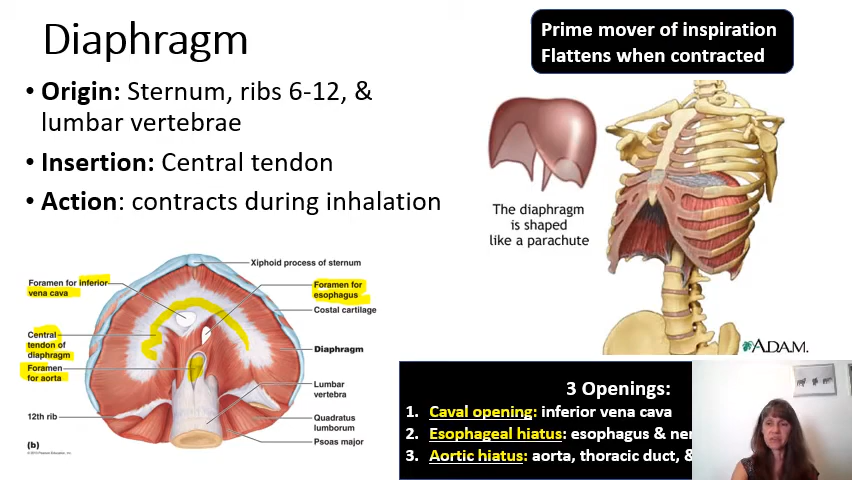 Diaphragm
• Origin: Sternum, ribs 6-12, &
lumbar vertebrae
• Insertion: Central tendon
• Action: contracts during inhalation
Prime mover of inspiration
Flattens when contracted
The diaphragm
is shaped
like a parachute
ADAM.
Xiphoid process of sternum
Foramen for inferior
vena cava
Foramen for
esophagus
Costal cartilage
Central
tendon of
diaphragm
Diaphragm
Foramen
for aorta
Lumbar
vertebra
12th rib
Quadratus
lumborum
Psoas major
(b)
3 Openings:
1. Caval opening: inferior vena cava
2. Esophageal hiatus: esophagus &
3. Aortic hiatus: aorta, thoracic duct, &